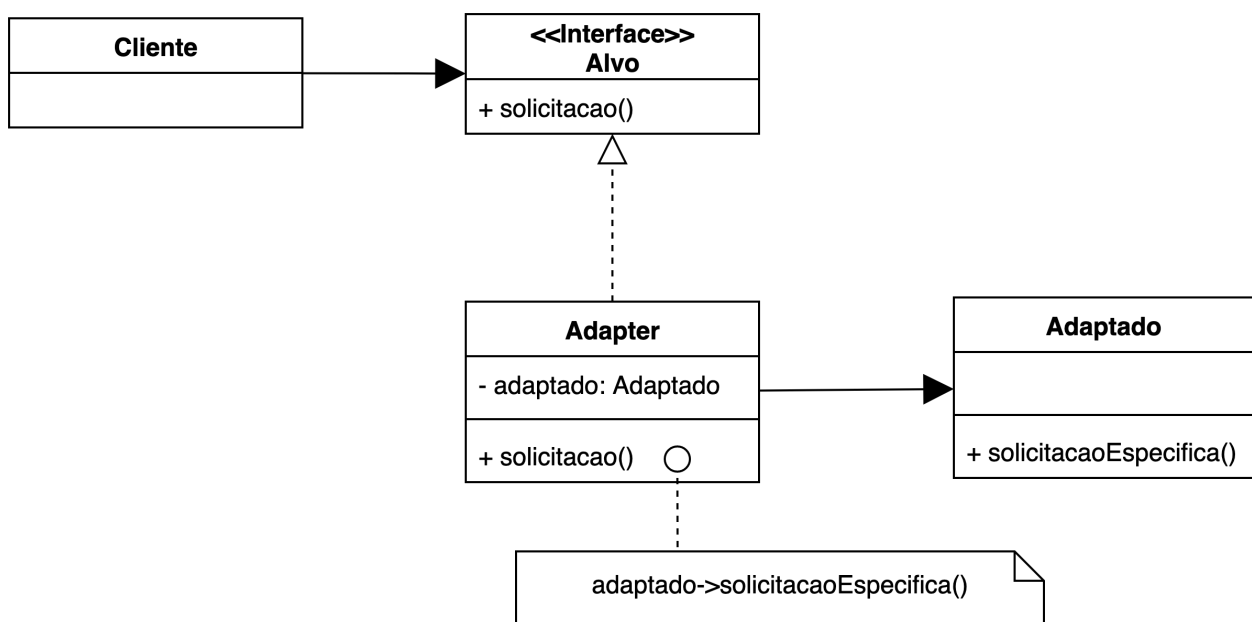 Cliente
<<Interface>>
Alvo
+ solicitacao()
Adapter
- adaptado: Adaptado
+ solicitacao()
Adaptado
+ solicitacaoEspecifica()
adaptado->solicitacaoEspecifica()